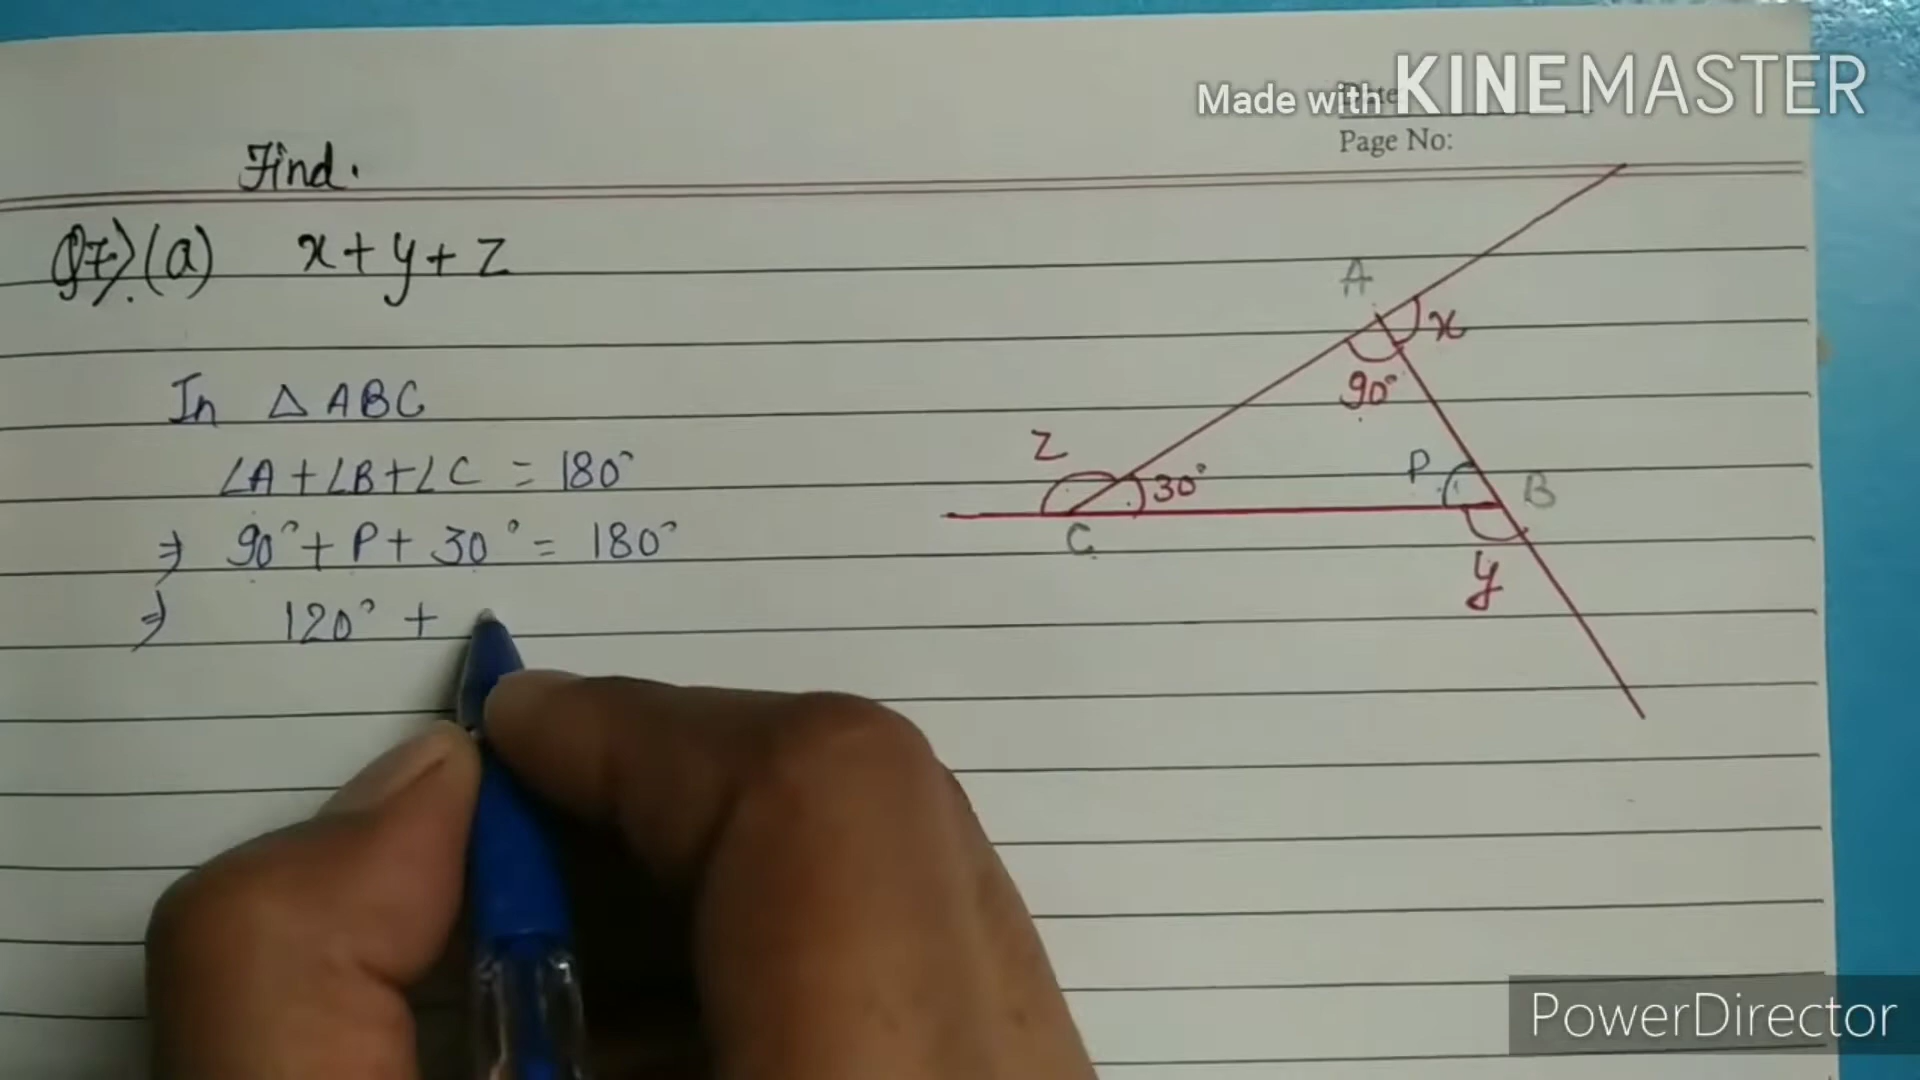 Made with KINEMASTER
Page No:
Find.
Q7) (a) x + y + z
In △ ABC
∠A + ∠B + ∠C = 180°
⇒ 90° + P + 30° = 180°
⇒ 120° +
A
x
90°
z
30°
P
B
C
y
PowerDirector